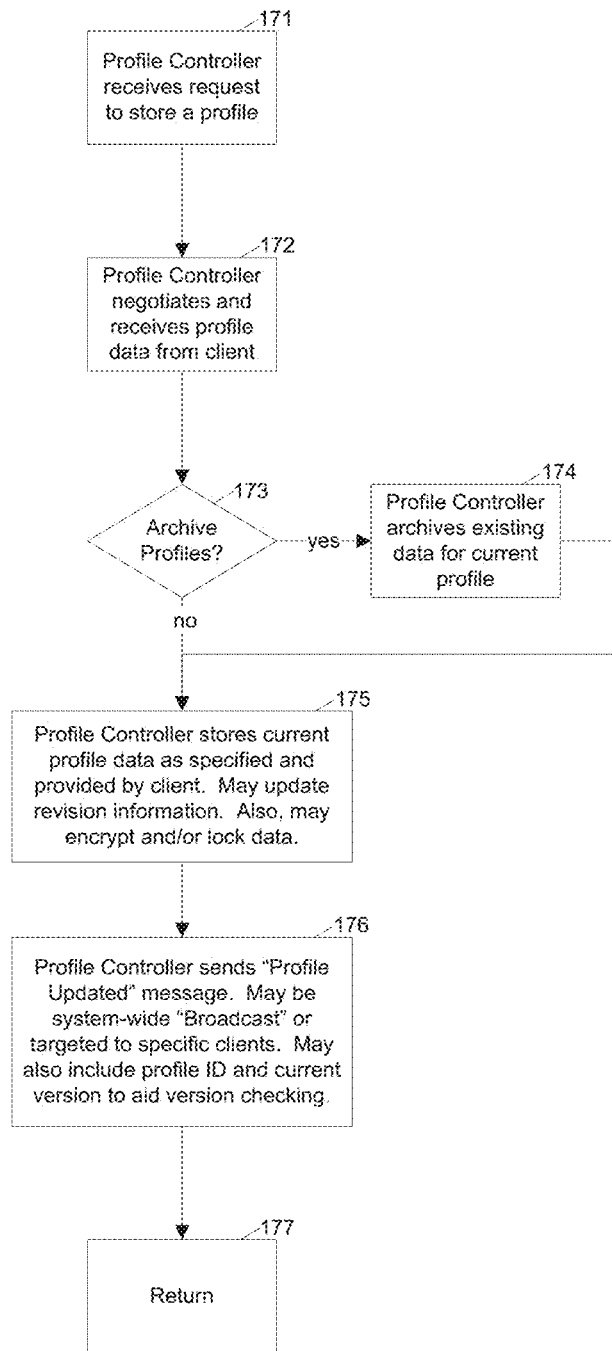 171
Profile Controller
receives request
to store a profile
172
Profile Controller
negotiates and
receives profile
data from client
173
Archive
Profiles?
yes
174
Profile Controller
archives existing
data for current
profile
no
175
Profile Controller stores current
profile data as specified and
provided by client. May update
revision information. Also, may
encrypt and/or lock data.
176
Profile Controller sends "Profile
Updated" message. May be
system-wide "Broadcast" or
targeted to specific clients. May
also include profile ID and current
version to aid version checking.
177
Return